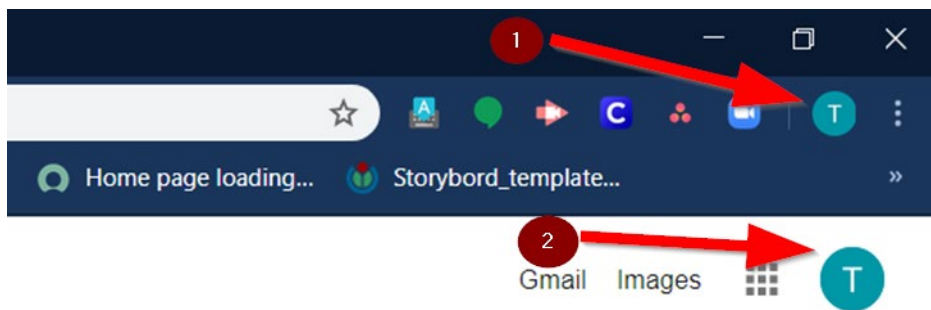 1
A
C
T
Home page loading...
Storybord_template...
»
2
Gmail
Images
T